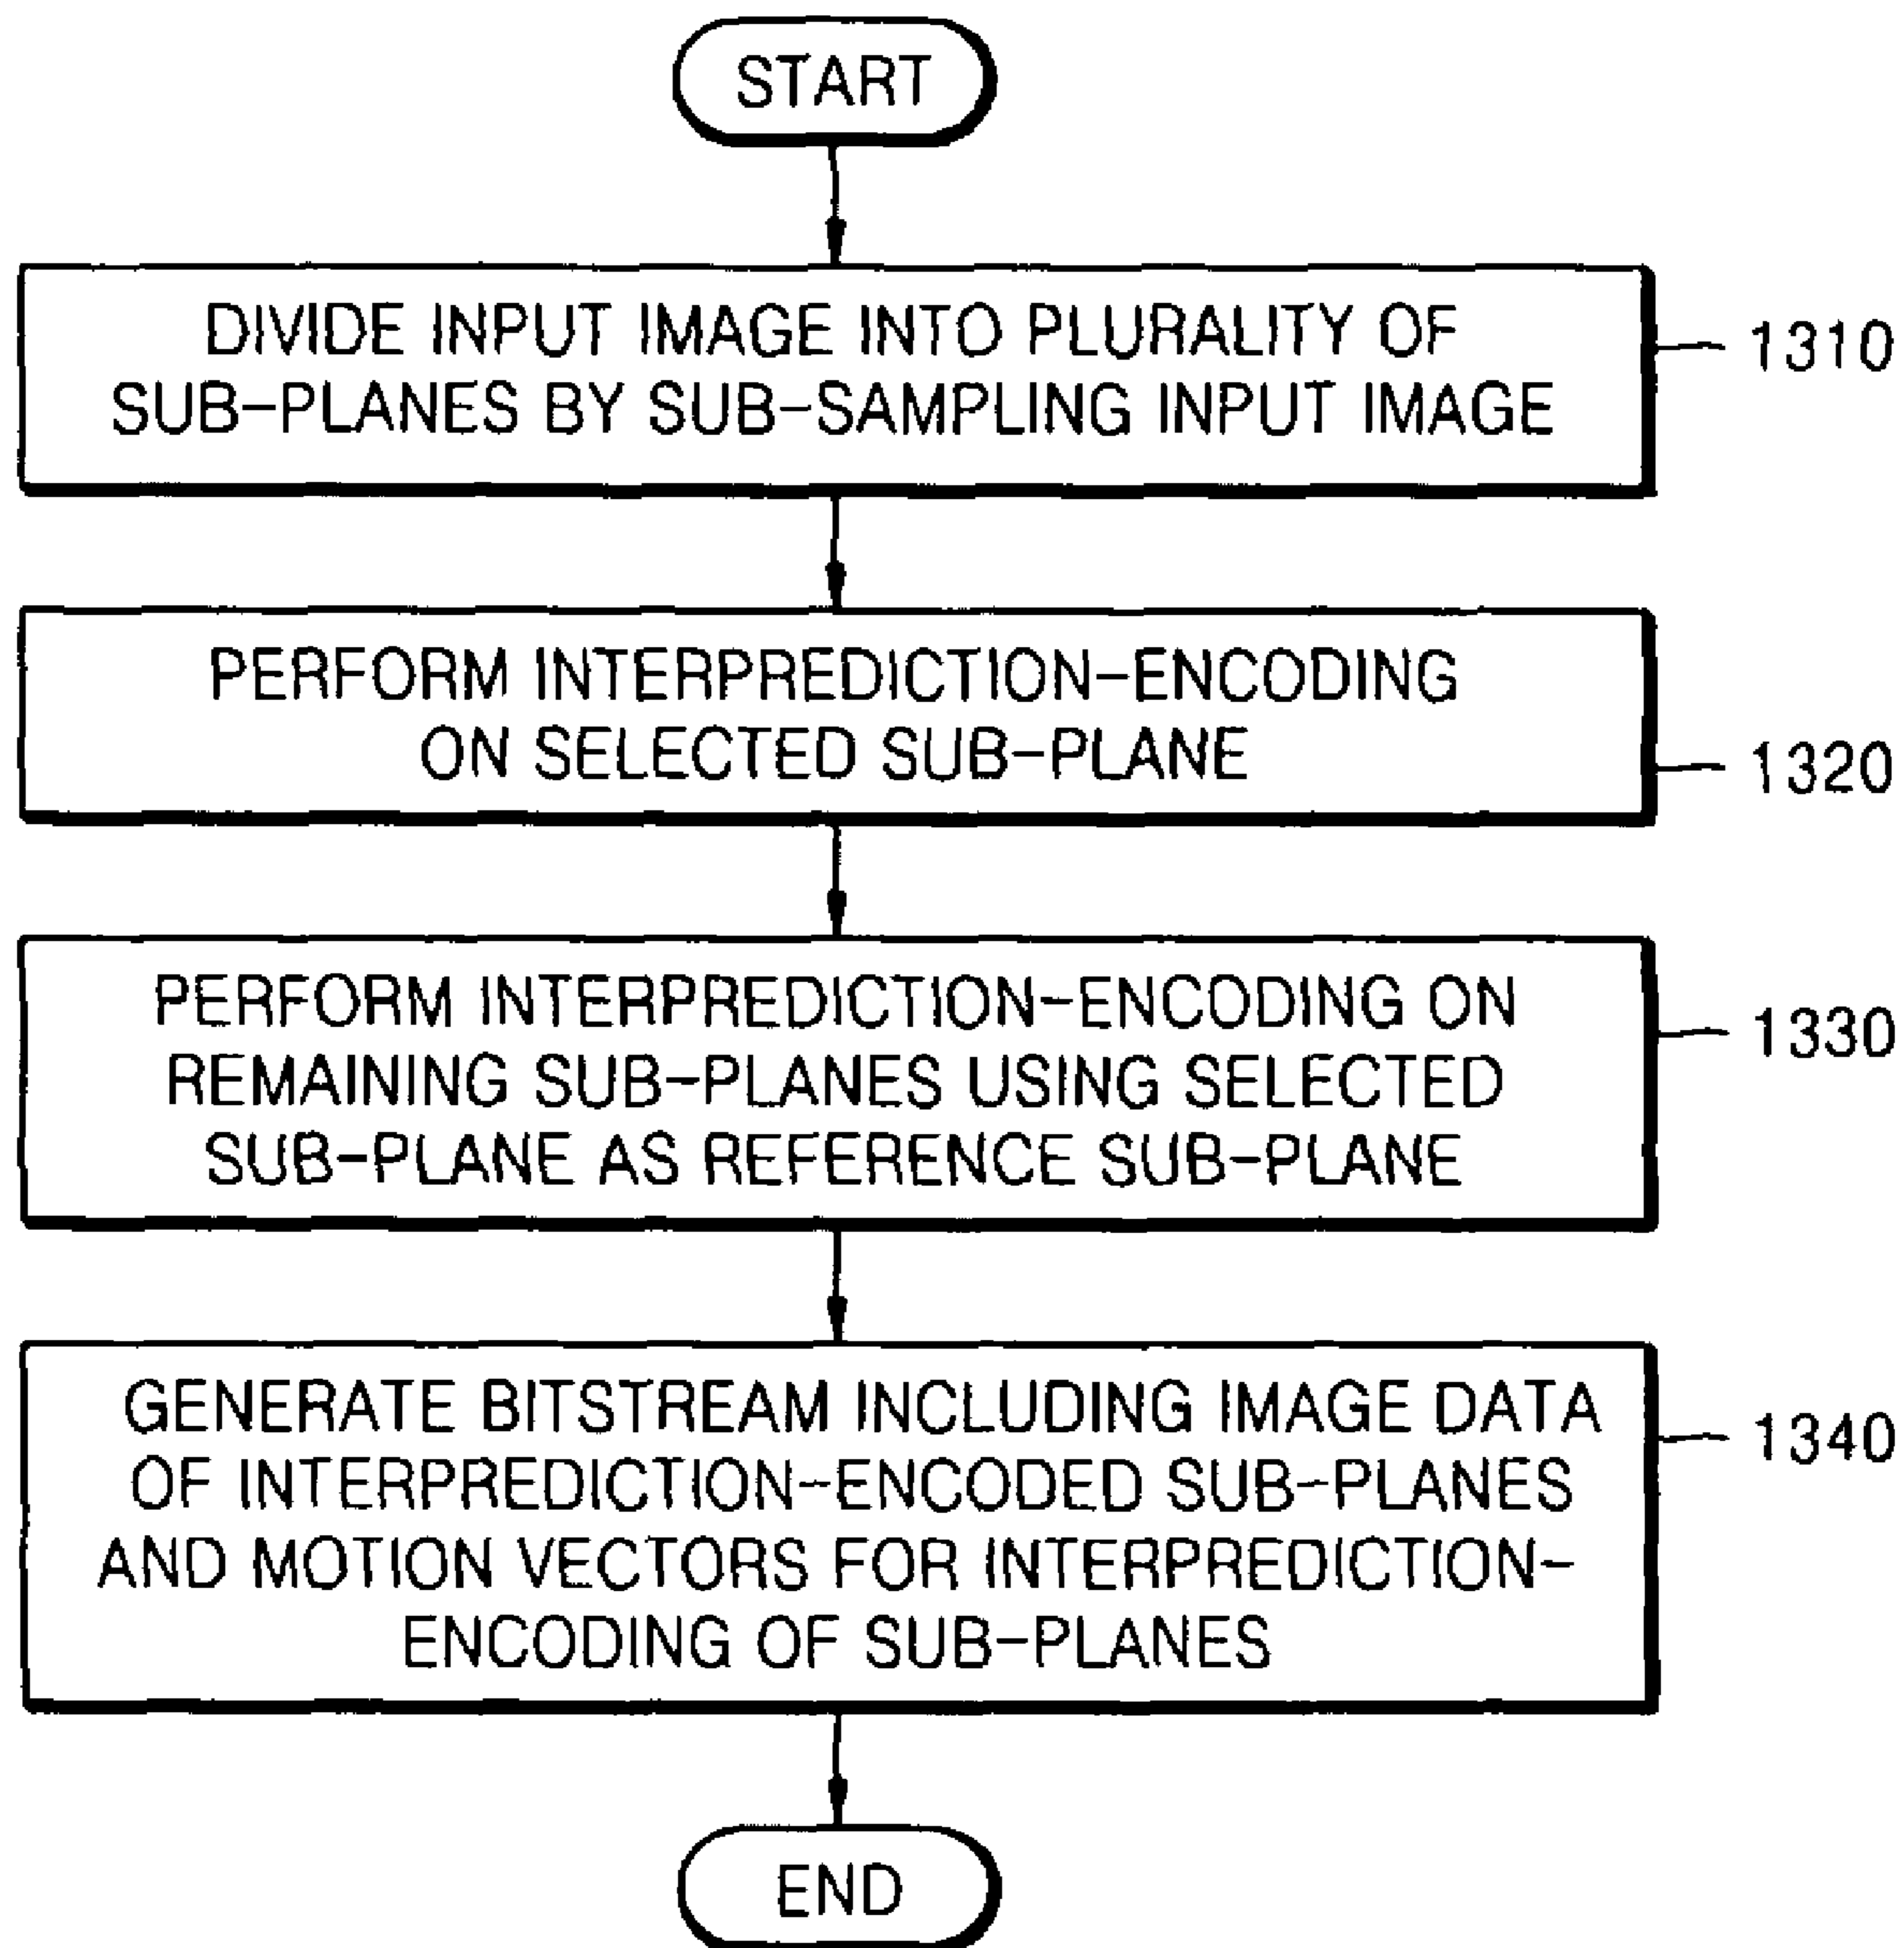 START
DIVIDE INPUT IMAGE INTO PLURALITY OF
SUB-PLANES BY SUB-SAMPLING INPUT IMAGE
1310
PERFORM INTERPREDICTION-ENCODING
ON SELECTED SUB-PLANE
1320
PERFORM INTERPREDICTION-ENCODING ON
REMAINING SUB-PLANES USING SELECTED
SUB-PLANE AS REFERENCE SUB-PLANE
1330
GENERATE BITSTREAM INCLUDING IMAGE DATA
OF INTERPREDICTION-ENCODED SUB-PLANES
AND MOTION VECTORS FOR INTERPREDICTION-
ENCODING OF SUB-PLANES
1340
END